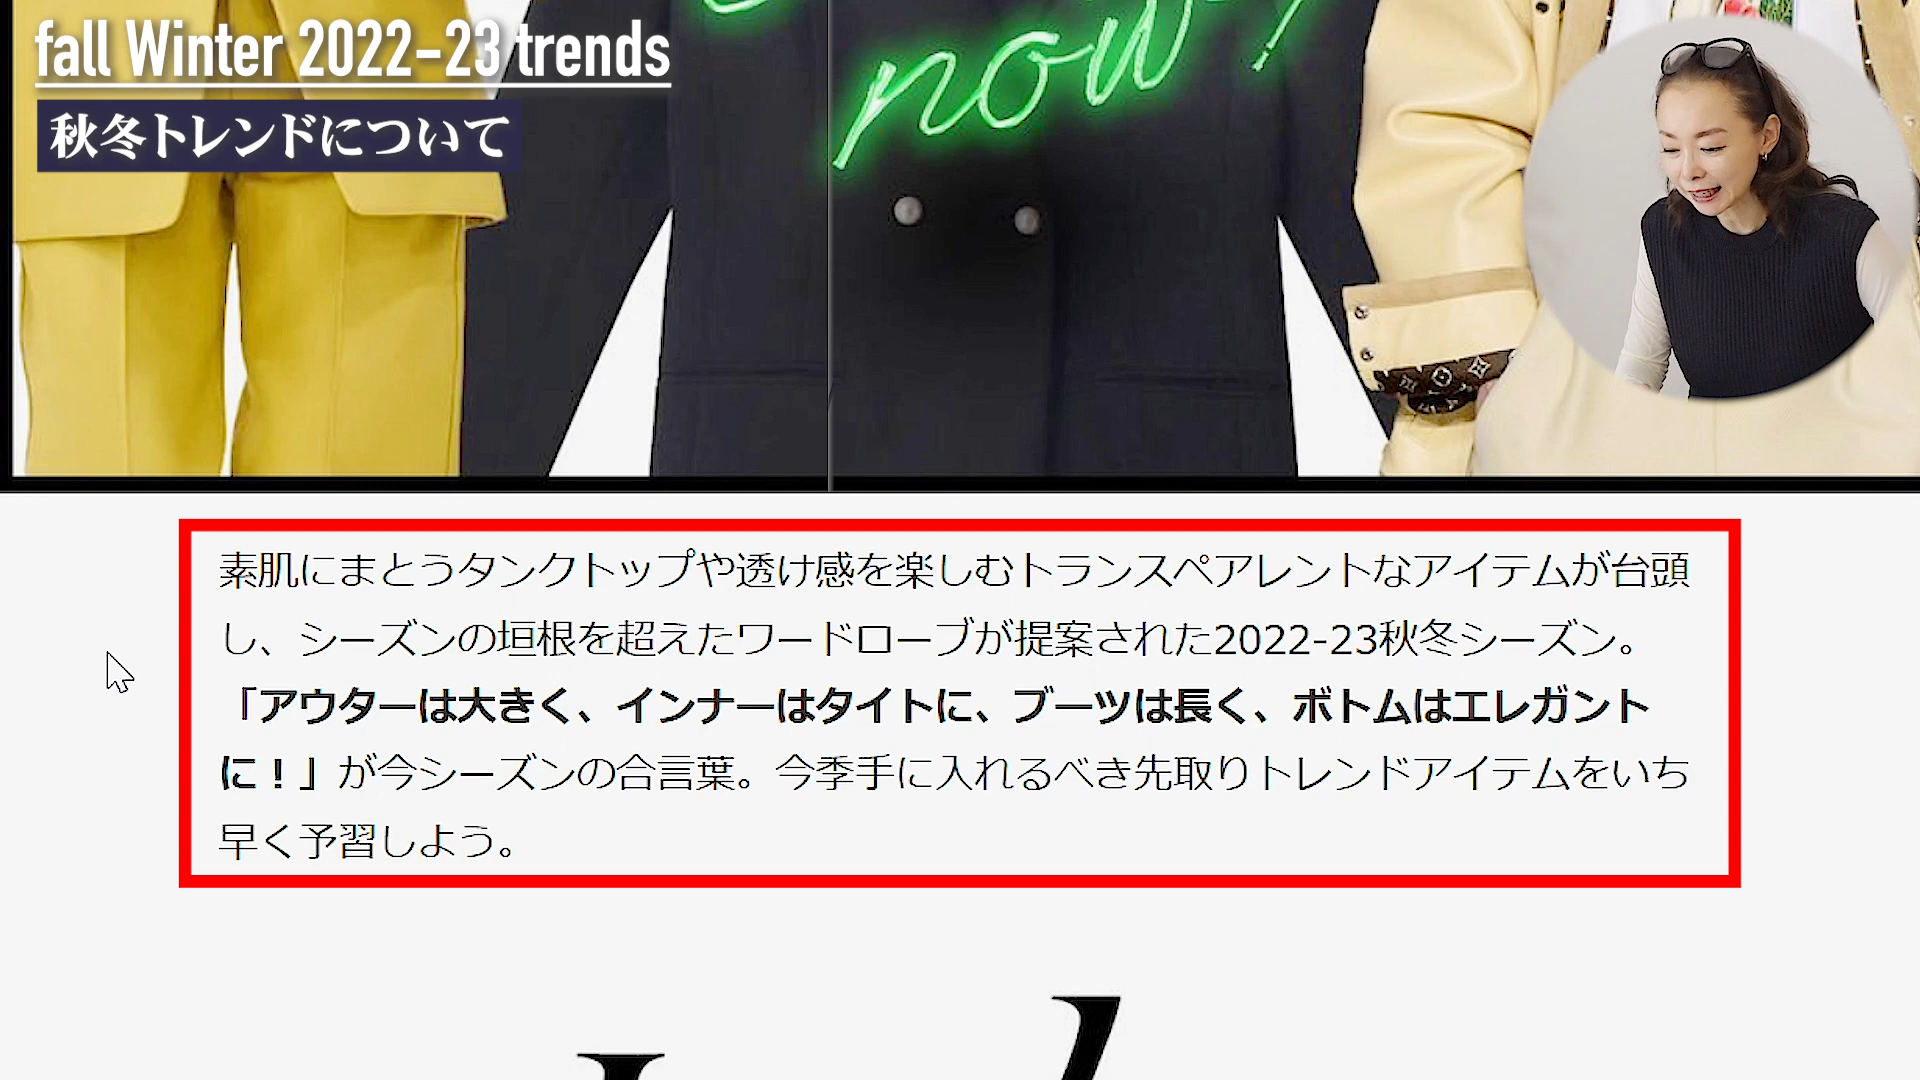 fall Winter 2022-23 trends
秋冬トレンドについて
now!
素肌にまとうタンクトップや透け感を楽しむトランスペアレントなアイテムが台頭
し、シーズンの垣根を超えたワードローブが提案された2022-23秋冬シーズン。
「アウターは大きく、インナーはタイトに、ブーツは長く、ボトムはエレガント
に！」が今シーズンの合言葉。今季手に入れるべき先取りトレンドアイテムをいち
早く予習しよう。